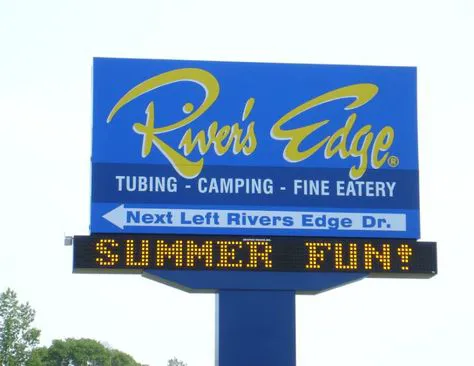 River's Edge®
TUBING - CAMPING - FINE EATERY
Next Left Rivers Edge Dr.
SUMMER FUN!